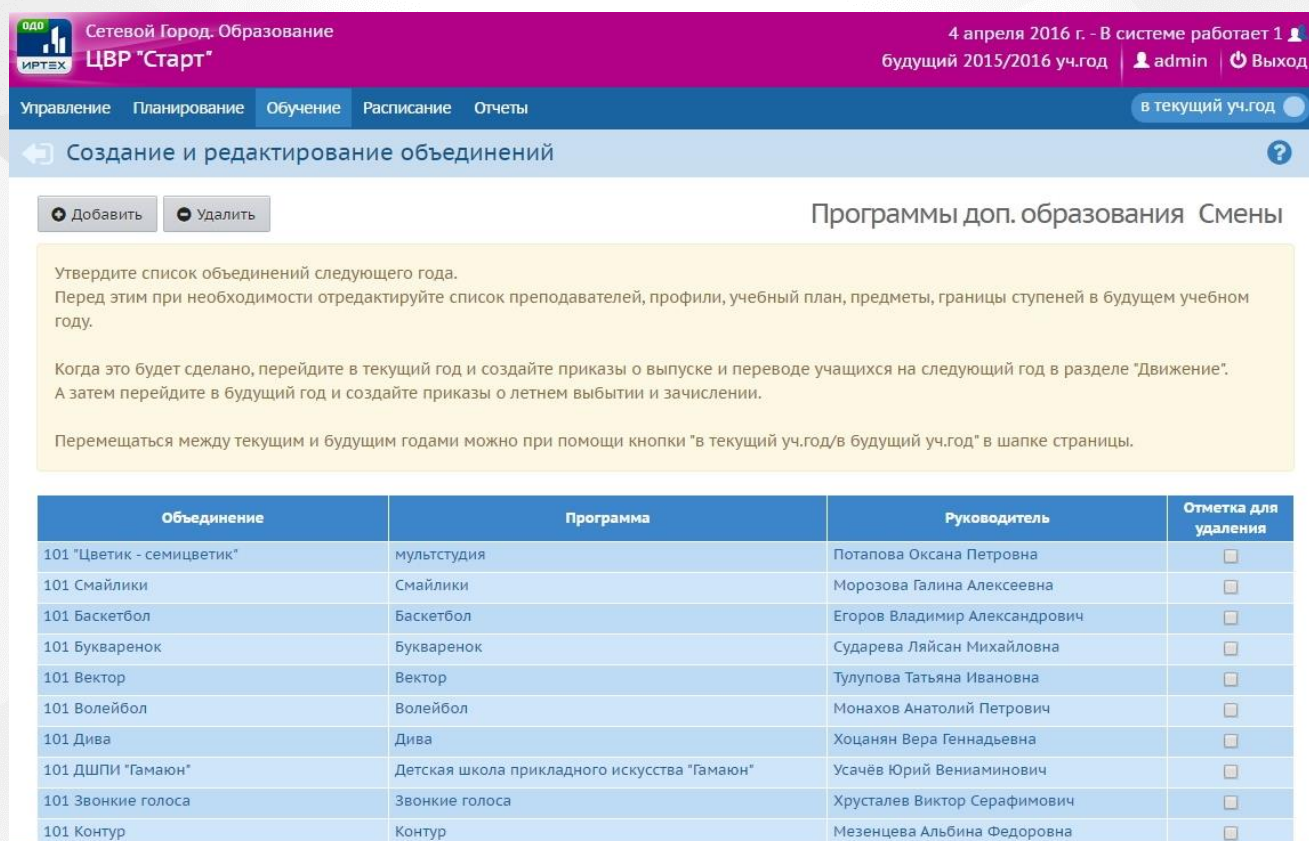 ОДО
ИРТЕХ
Сетевой Город. Образование
ЦВР "Старт"
4 апреля 2016 г. - В системе работает 1
будущий 2015/2016 уч.год admin Выход
Управление Планирование Обучение Расписание Отчеты в текущий уч.год
Создание и редактирование объединений ?
Добавить Удалить Программы доп. образования Смены
Утвердите список объединений следующего года.
Перед этим при необходимости отредактируйте список преподавателей, профили, учебный план, предметы, границы ступеней в будущем учебном
году.
Когда это будет сделано, перейдите в текущий год и создайте приказы о выпуске и переводе учащихся на следующий год в разделе "Движение".
А затем перейдите в будущий год и создайте приказы о летнем выбытии и зачислении.
Перемещаться между текущим и будущим годами можно при помощи кнопки "в текущий уч.год/в будущий уч.год" в шапке страницы.
Объединение Программа Руководитель Отметка для
удаления
101 "Цветик - семицветик" мультстудия Потапова Оксана Петровна
101 Смайлики Смайлики Морозова Галина Алексеевна
101 Баскетбол Баскетбол Егоров Владимир Александрович
101 Букваренок Букваренок Сударева Ляйсан Михайловна
101 Вектор Вектор Тулупова Татьяна Ивановна
101 Волейбол Волейбол Монахов Анатолий Петрович
101 Дива Дива Хоцанян Вера Геннадьевна
101 ДШПИ "Гамаюн" Детская школа прикладного искусства "Гамаюн" Усачёв Юрий Вениаминович
101 Звонкие голоса Звонкие голоса Хрусталев Виктор Серафимович
101 Контур Контур Мезенцева Альбина Федоровна